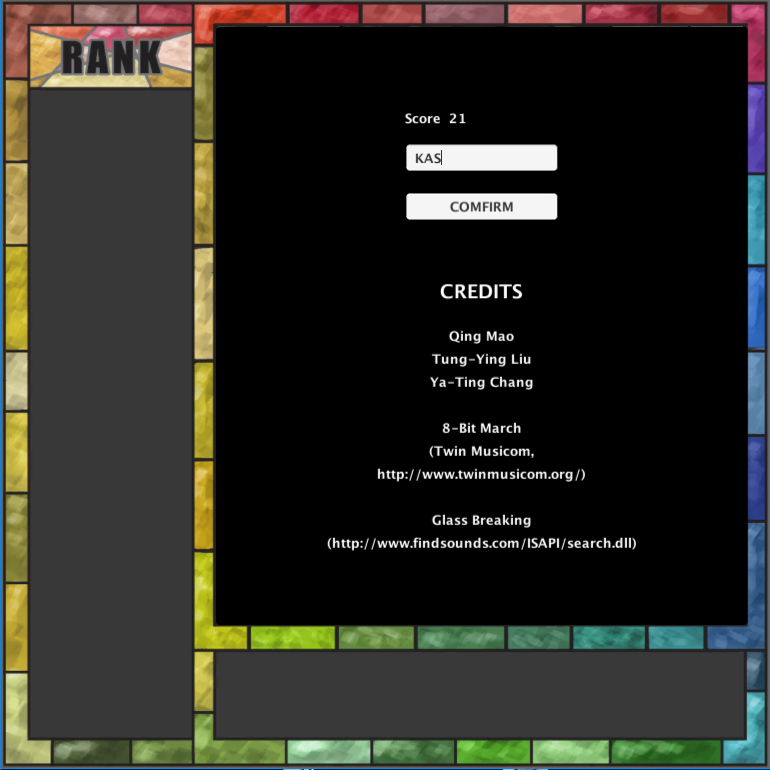 RANK
Score 21
KAS
COMFIRM
CREDITS
Qing Mao
Tung-Ying Liu
Ya-Ting Chang
8-Bit March
(Twin Musicom,
http://www.twinmusicom.org/)
Glass Breaking
(http://www.findsounds.com/ISAPI/search.dll)